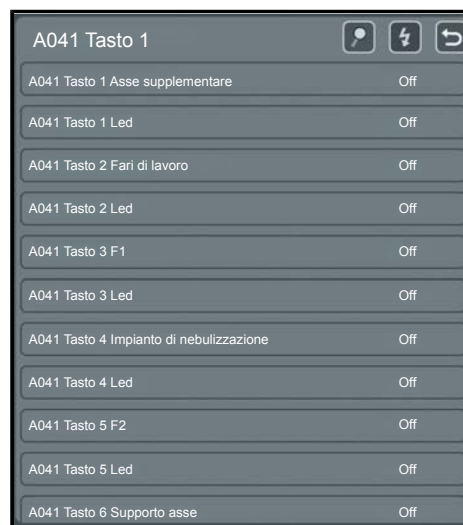 A041 Tasto 1
A041 Tasto 1 Asse supplementare Off
A041 Tasto 1 Led Off
A041 Tasto 2 Fari di lavoro Off
A041 Tasto 2 Led Off
A041 Tasto 3 F1 Off
A041 Tasto 3 Led Off
A041 Tasto 4 Impianto di nebulizzazione Off
A041 Tasto 4 Led Off
A041 Tasto 5 F2 Off
A041 Tasto 5 Led Off
A041 Tasto 6 Supporto asse Off